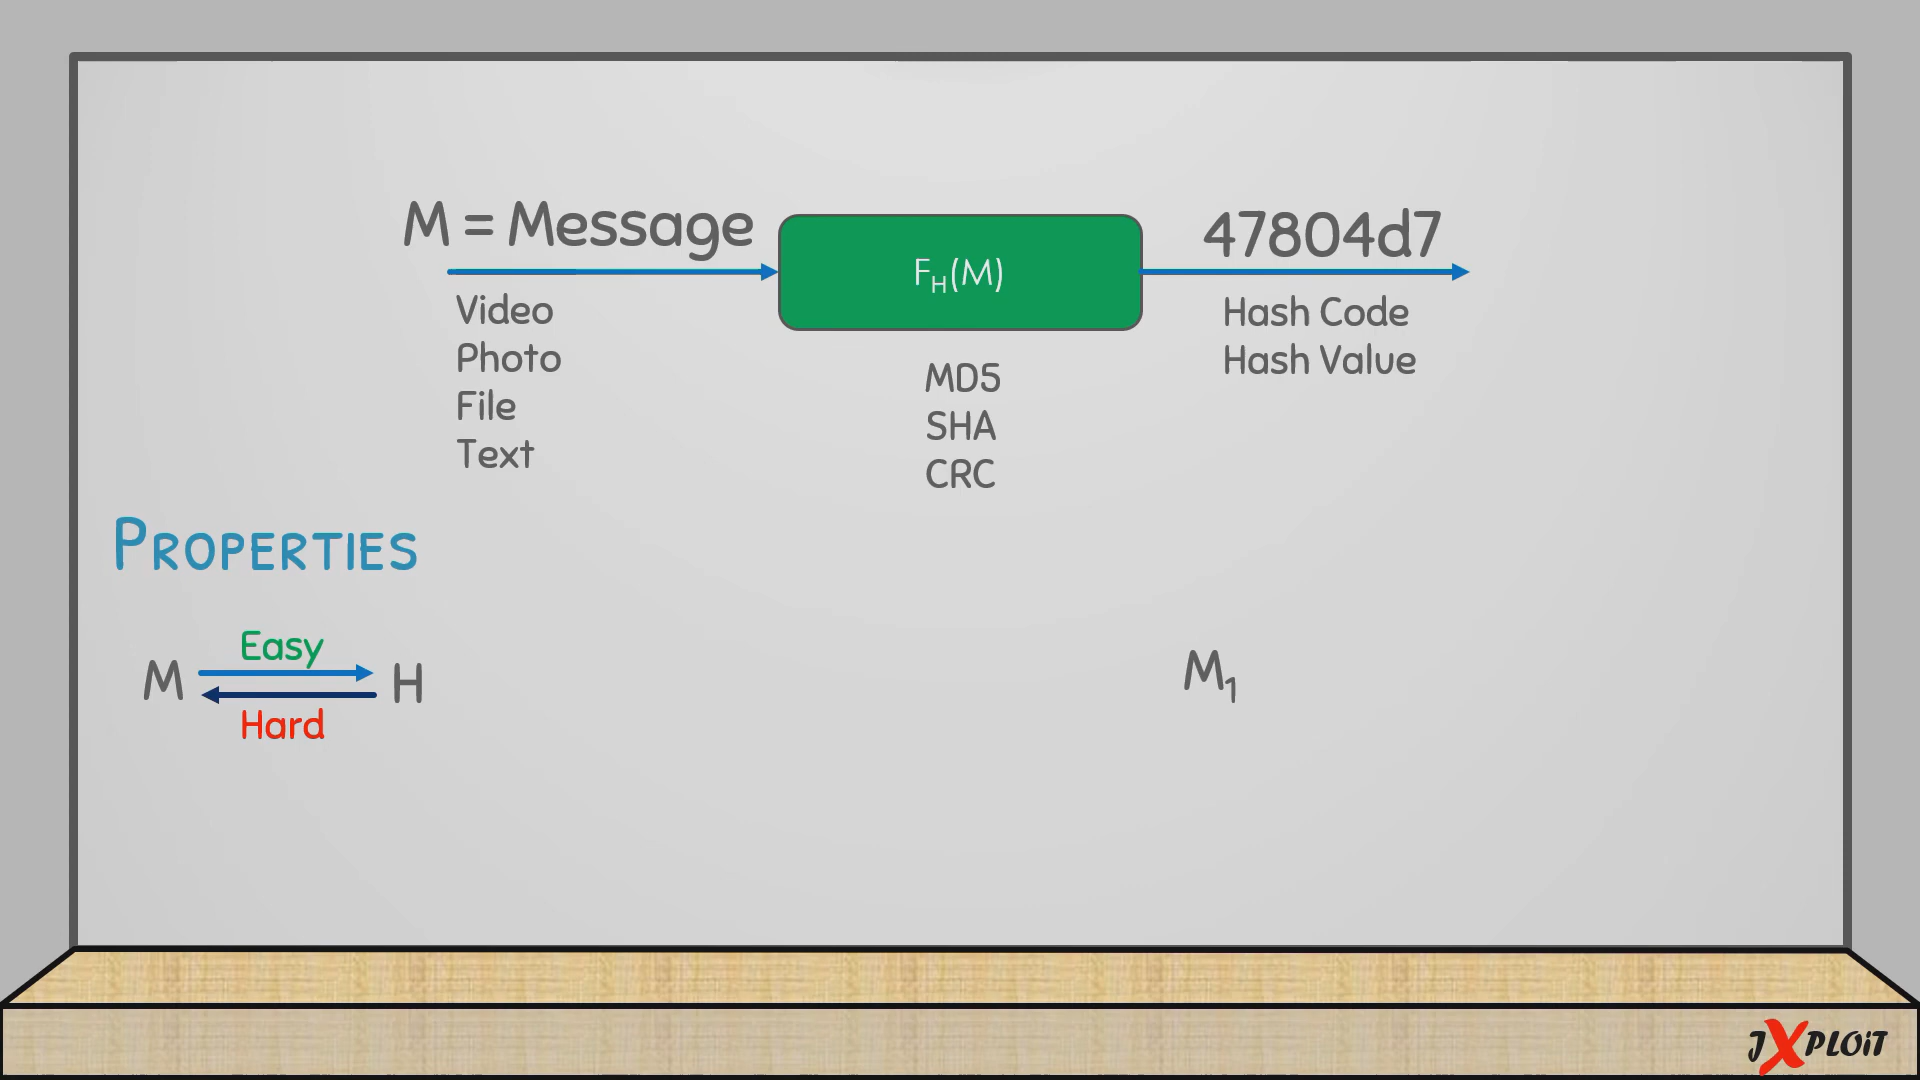 M = Message
F_H(M)
47804d7
Video
Photo
File
Text
MD5
SHA
CRC
Hash Code
Hash Value
PROPERTIES
Easy
M H
Hard
M₁
JXPLOiT